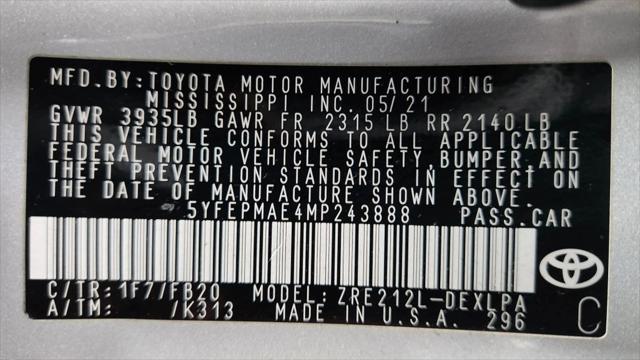 MFD.BY:TOYOTA MOTOR MANUFACTURING
MISSISSIPPI INC. 05/21
GVWR 3935LB GAWR FR 2315 LB RR 2140 LB
THIS VEHICLE CONFORMS TO ALL APPLICABLE
FEDERAL MOTOR VEHICLE SAFETY, BUMPER AND
THEFT PREVENTION STANDARDS IN EFFECT ON
THE DATE OF MANUFACTURE SHOWN ABOVE.
5YFEPMAE4MP243888 PASS.CAR
C/TR:1F7/FB20 MODEL:ZRE212L-DEXLPA
A/TM: /K313 MADE IN U.S.A. 296 C